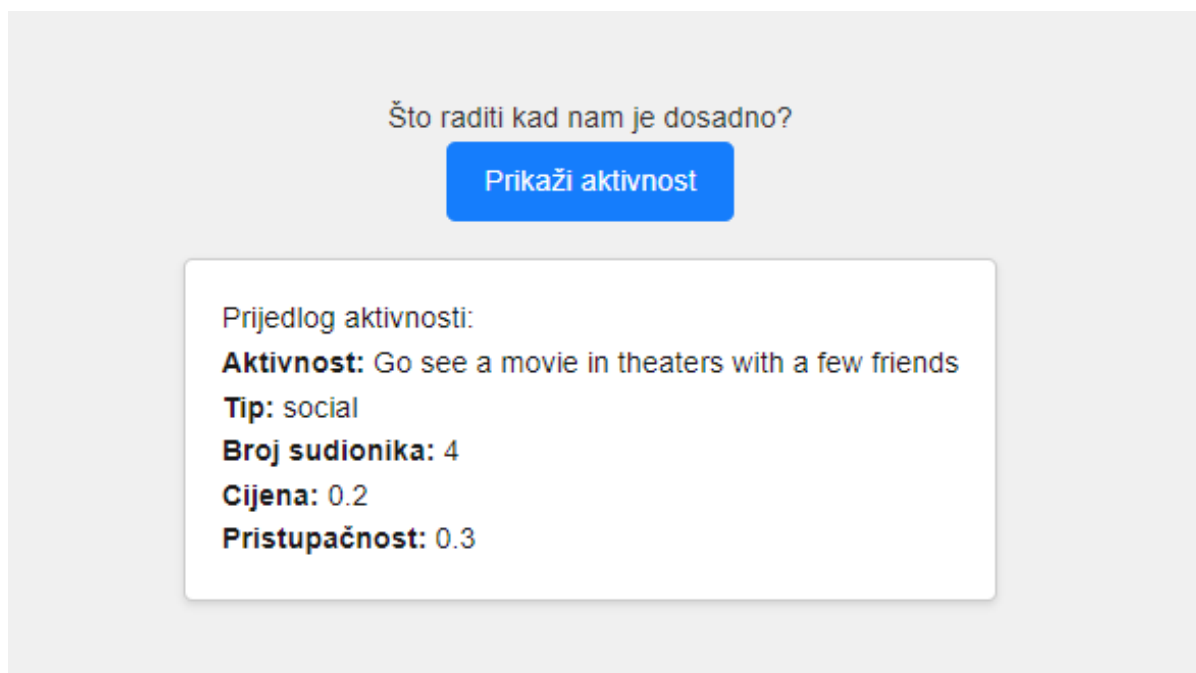 Što raditi kad nam je dosadno?
Prikaži aktivnost
Prijedlog aktivnosti:
Aktivnost: Go see a movie in theaters with a few friends
Tip: social
Broj sudionika: 4
Cijena: 0.2
Pristupačnost: 0.3